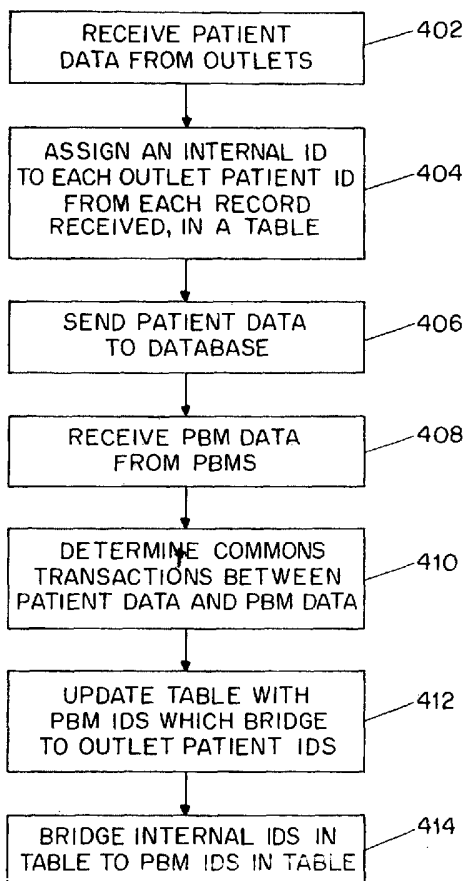 RECEIVE PATIENT
DATA FROM OUTLETS
402
ASSIGN AN INTERNAL ID
TO EACH OUTLET PATIENT ID
FROM EACH RECORD
RECEIVED, IN A TABLE
404
SEND PATIENT DATA
TO DATABASE
406
RECEIVE PBM DATA
FROM PBMS
408
DETERMINE COMMONS
TRANSACTIONS BETWEEN
PATIENT DATA AND PBM DATA
410
UPDATE TABLE WITH
PBM IDS WHICH BRIDGE
TO OUTLET PATIENT IDS
412
BRIDGE INTERNAL IDS IN
TABLE TO PBM IDS IN TABLE
414